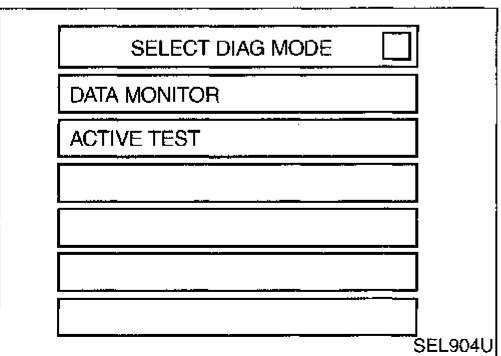 SELECT DIAG MODE
DATA MONITOR
ACTIVE TEST
SEL904U